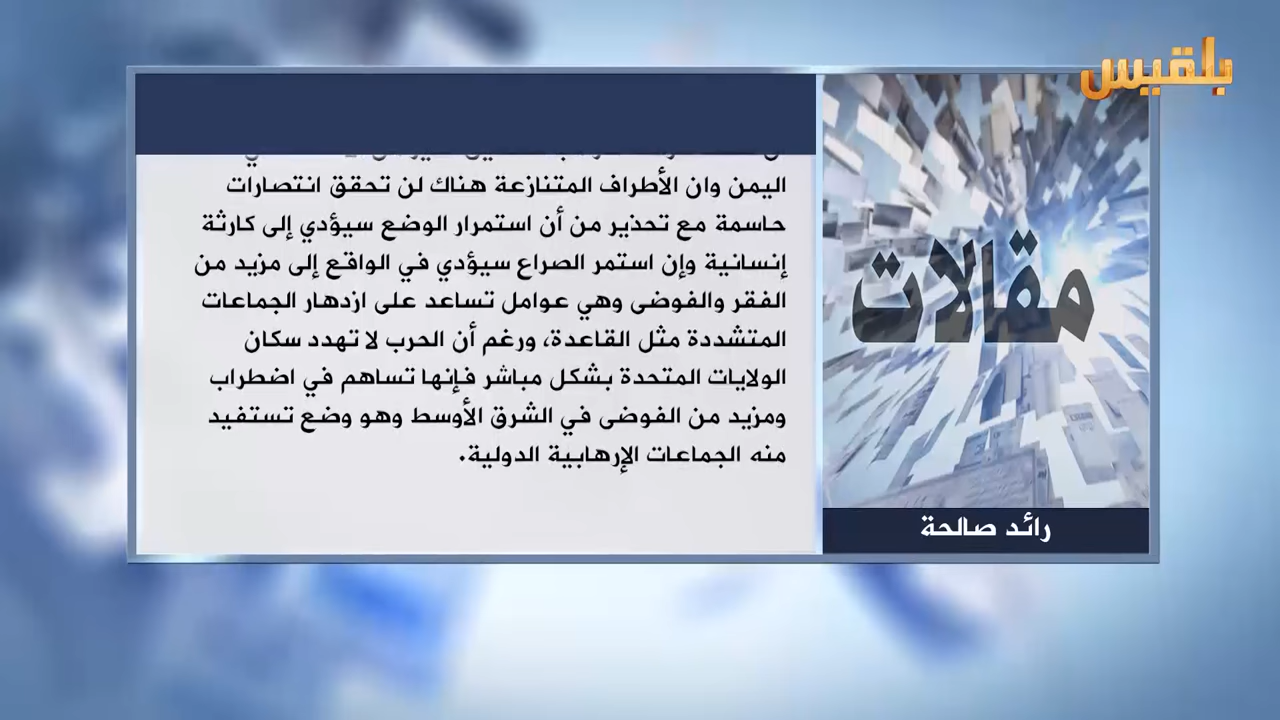 بلقيس
اليمن وان الأطراف المتنازعة هناك لن تحقق انتصارات
حاسمة مع تحذير من أن استمرار الوضع سيؤدي إلى كارثة
إنسانية وإن استمر الصراع سيؤدي في الواقع إلى مزيد من
الفقر والفوضى وهي عوامل تساعد على ازدهار الجماعات
المتشددة مثل القاعدة، ورغم أن الحرب لا تهدد سكان
الولايات المتحدة بشكل مباشر فإنها تساهم في اضطراب
ومزيد من الفوضى في الشرق الأوسط وهو وضع تستفيد
منه الجماعات الإرهابية الدولية.
مقالات
رائد صالحة